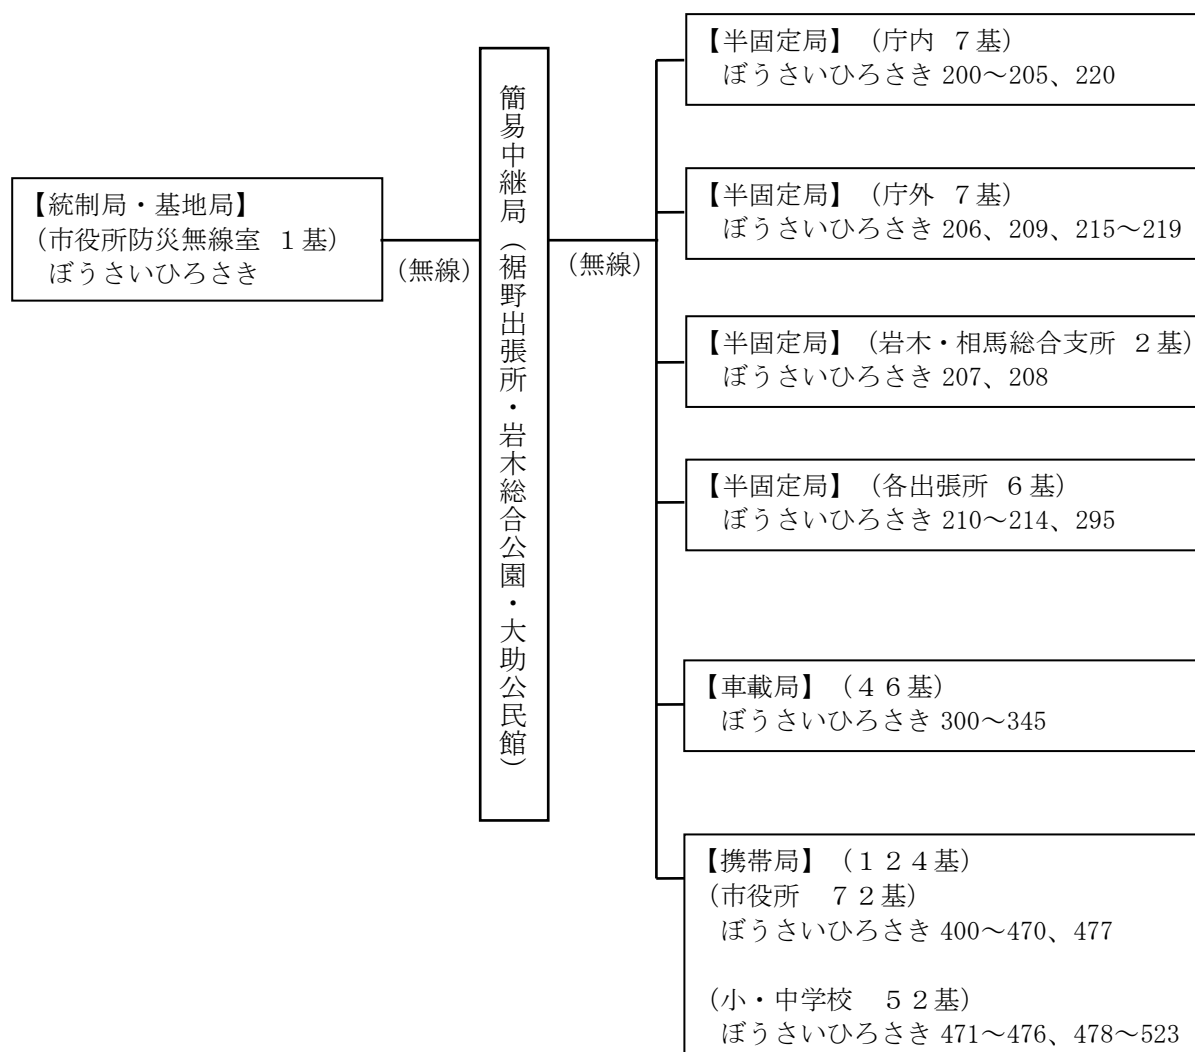 【統制局・基地局】
（市役所防災無線室 １基）
ぼうさいひろさき
（無線）
簡易中継局（裾野出張所・岩木総合公園・大助公民館）
（無線）
【半固定局】（庁内 ７基）
ぼうさいひろさき 200～205、220
【半固定局】（庁外 ７基）
ぼうさいひろさき 206、209、215～219
【半固定局】（岩木・相馬総合支所 ２基）
ぼうさいひろさき 207、208
【半固定局】（各出張所 ６基）
ぼうさいひろさき 210～214、295
【車載局】（４６基）
ぼうさいひろさき 300～345
【携帯局】（１２４基）
（市役所　７２基）
ぼうさいひろさき 400～470、477
（小・中学校　５２基）
ぼうさいひろさき 471～476、478～523